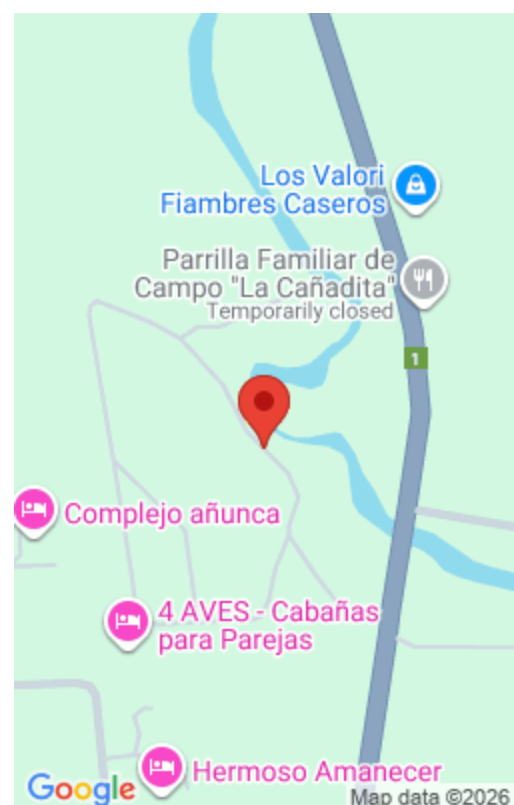 Los Valori
Fiambres Caseros
Parrilla Familiar de
Campo "La Cañadita"
Temporarily closed
1
Complejo añunca
4 AVES - Cabañas
para Parejas
Hermoso Amanecer
Google
Map data ©2026